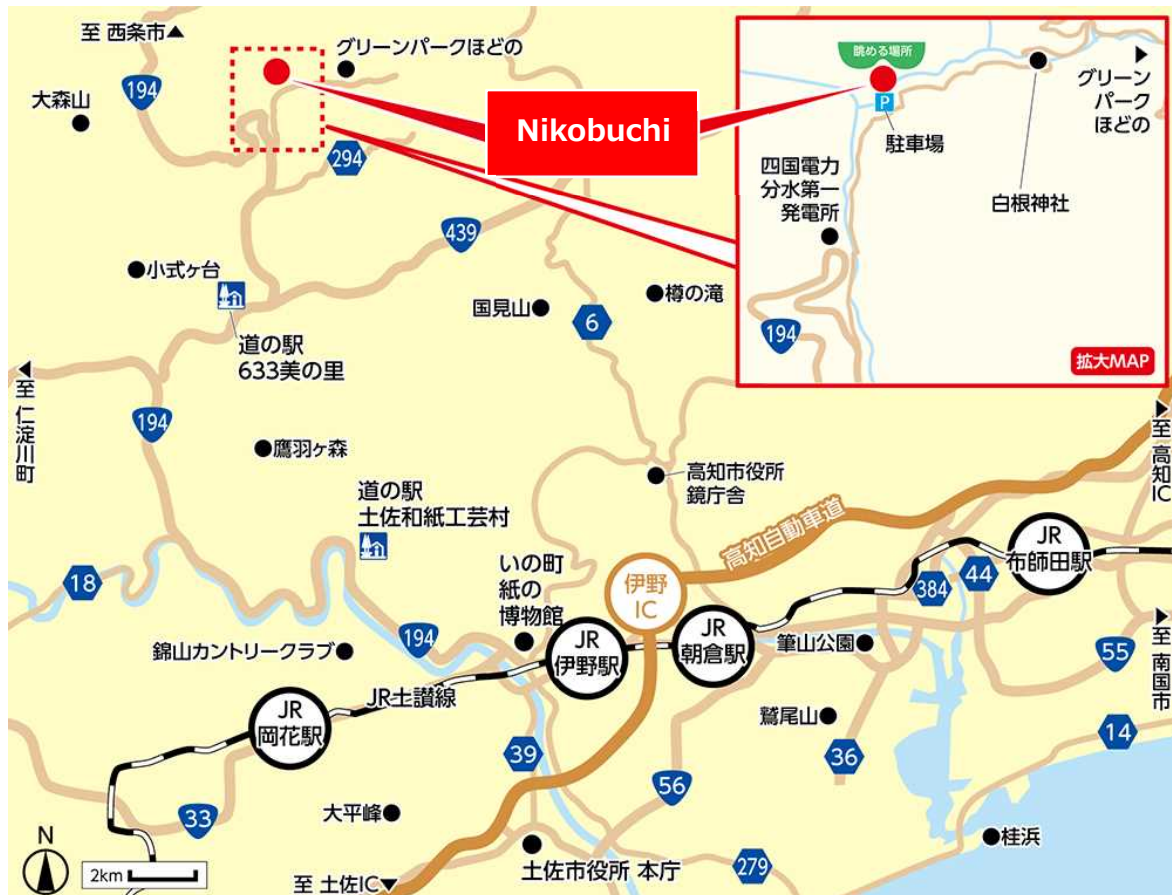 至 西条市▲
グリーンパークほどの
194
大森山
294
Nikobuchi
眺める場所
P
駐車場
▶
グリーン
パーク
ほどの
四国電力
分水第一
発電所
白根神社
194
拡大MAP
439
小式ヶ台
道の駅
633美の里
国見山
樽の滝
6
◀至 仁淀川町
194
鷹羽ヶ森
道の駅
土佐和紙工芸村
高知市役所
鏡庁舎
▶至 高知IC
高知自動車道
18
いの町
紙の
博物館
伊野
IC
JR
布師田駅
384
44
194
錦山カントリークラブ
JR
伊野駅
JR
朝倉駅
筆山公園
55
▶至 南国市
JR土讃線
JR
岡花駅
鷲尾山
39
36
14
56
33
大平峰
桂浜
N
2km
至 土佐IC▼
土佐市役所 本庁
279